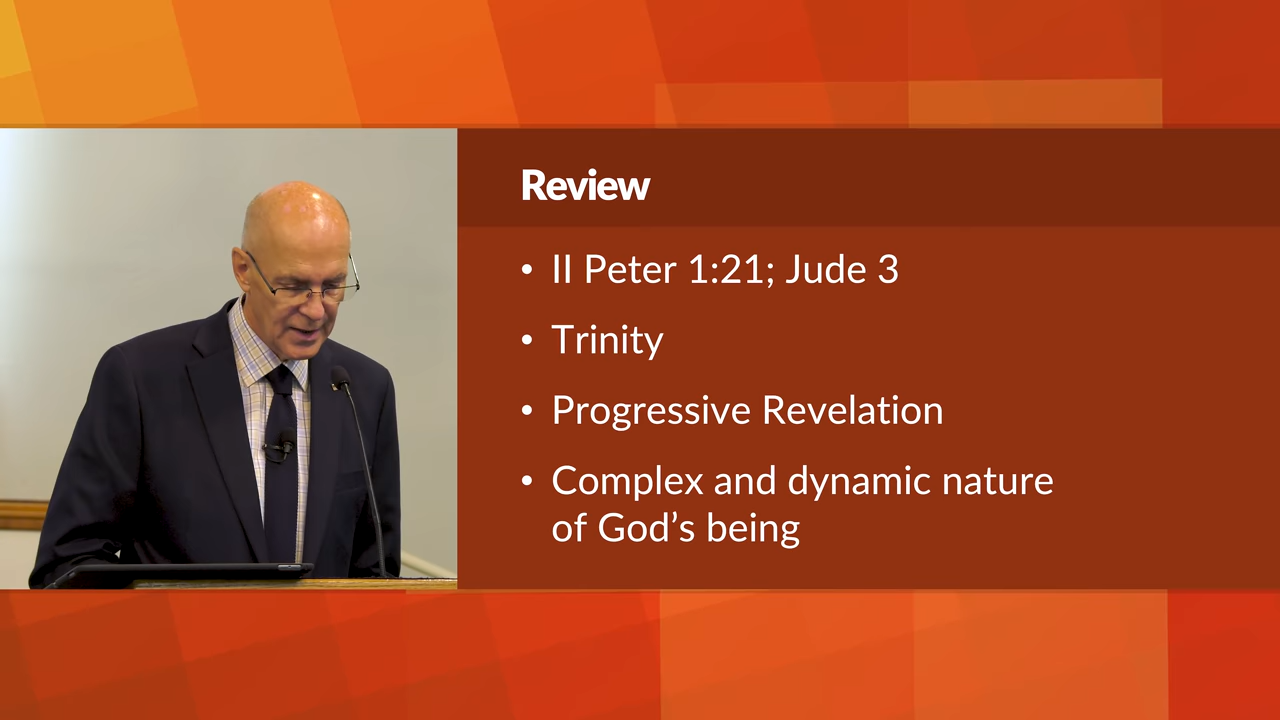 Review
• II Peter 1:21; Jude 3
• Trinity
• Progressive Revelation
• Complex and dynamic nature
of God’s being